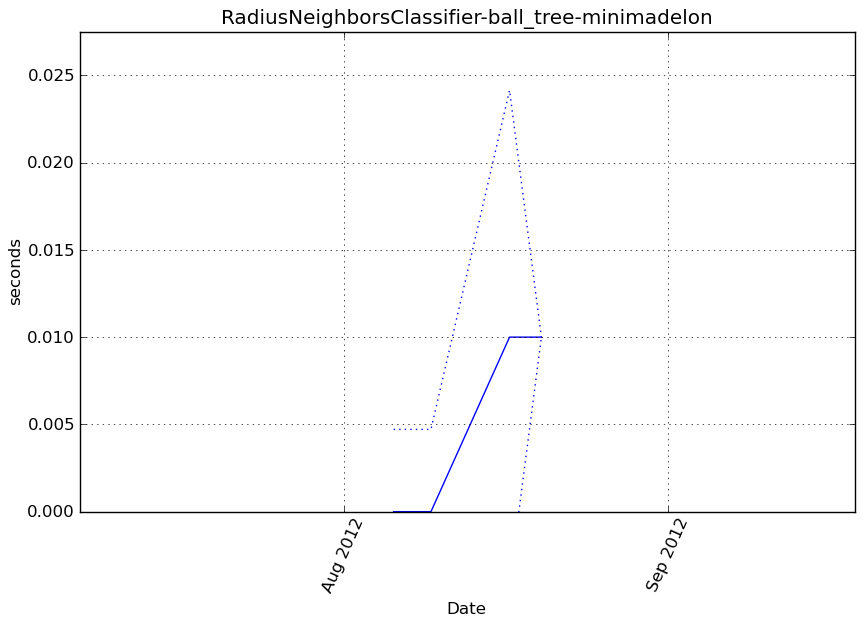 RadiusNeighborsClassifier-ball_tree-minimadelon
0.025
0.020
0.015
0.010
0.005
0.000
seconds
Aug 2012
Sep 2012
Date